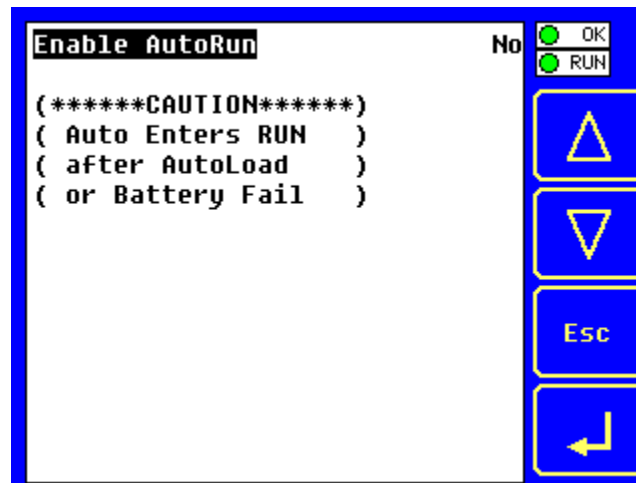 Enable AutoRun No
OK
RUN
(******CAUTION******)
( Auto Enters RUN )
( after AutoLoad )
( or Battery Fail )
Esc